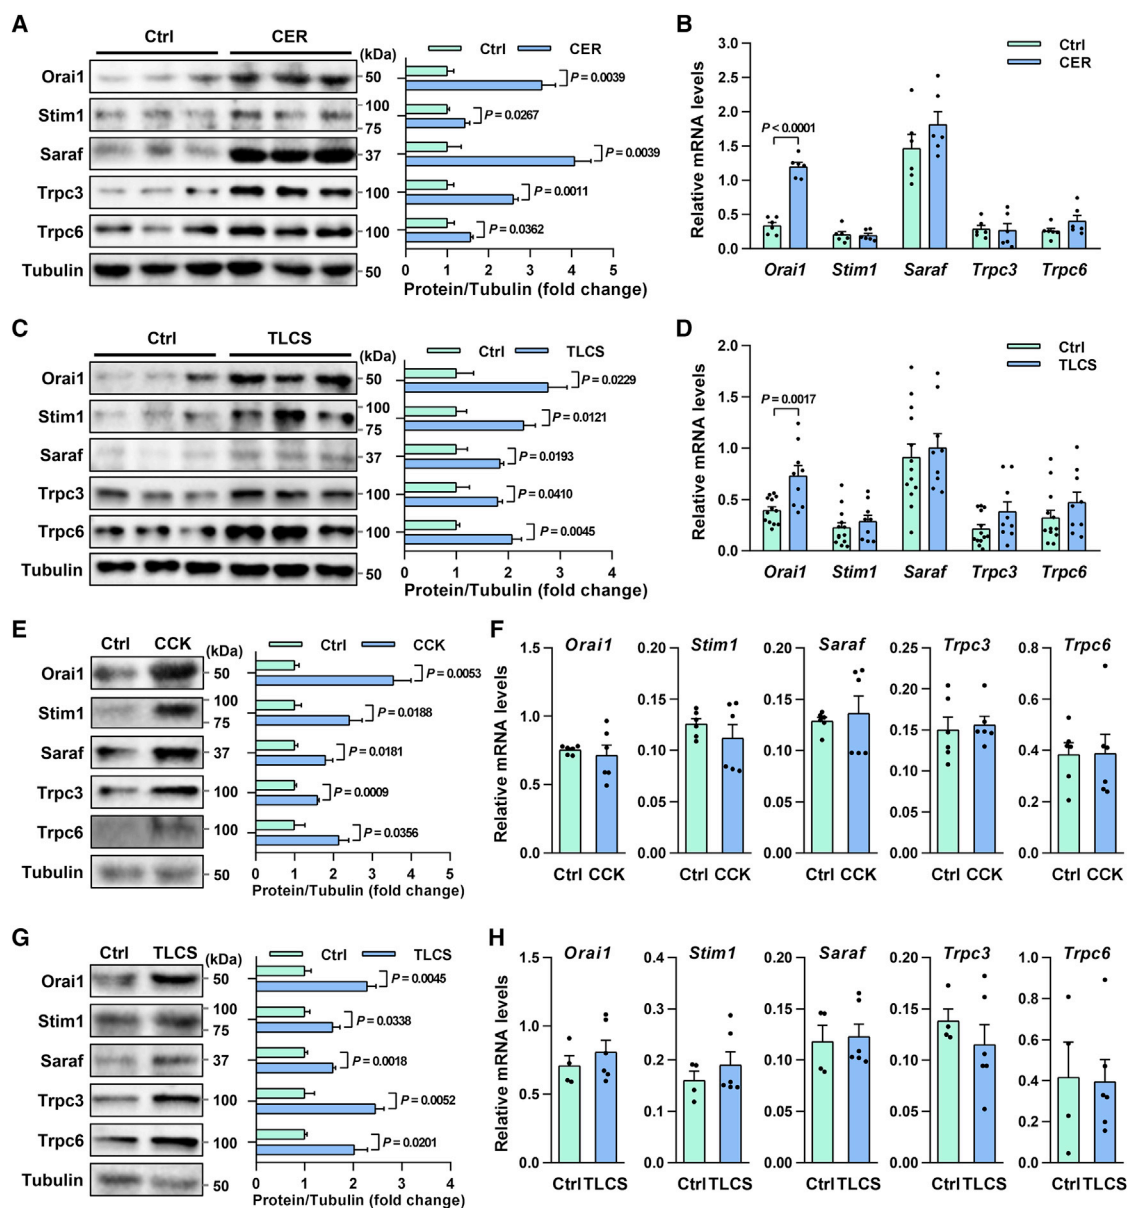 A
Ctrl CER
(kDa)
Orai1 50
Stim1 100
75
Saraf 37
Trpc3 100
Trpc6 100
Tubulin 50
Ctrl CER
P = 0.0039
P = 0.0267
P = 0.0039
P = 0.0011
P = 0.0362
0 1 2 3 4 5
Protein/Tubulin (fold change)
B
Relative mRNA levels
3.0
2.5
2.0
1.5
1.0
0.5
0.0
Ctrl
CER
P < 0.0001
Orai1 Stim1 Saraf Trpc3 Trpc6
C
Ctrl TLCS
(kDa)
Orai1 50
Stim1 100
75
Saraf 37
Trpc3 100
Trpc6 100
Tubulin 50
Ctrl TLCS
P = 0.0229
P = 0.0121
P = 0.0193
P = 0.0410
P = 0.0045
0 1 2 3 4
Protein/Tubulin (fold change)
D
Relative mRNA levels
2.0
1.5
1.0
0.5
0.0
Ctrl
TLCS
P = 0.0017
Orai1 Stim1 Saraf Trpc3 Trpc6
E
Ctrl CCK (kDa)
Orai1 50
Stim1 100
75
Saraf 37
Trpc3 100
Trpc6 100
Tubulin 50
Ctrl CCK
P = 0.0053
P = 0.0188
P = 0.0181
P = 0.0009
P = 0.0356
0 1 2 3 4 5
Protein/Tubulin (fold change)
F
Relative mRNA levels
Orai1
1.5
1.0
0.5
0.0
Ctrl CCK
Stim1
0.20
0.15
0.10
0.05
0.00
Ctrl CCK
Saraf
0.20
0.15
0.10
0.05
0.00
Ctrl CCK
Trpc3
0.25
0.20
0.15
0.10
0.05
0.00
Ctrl CCK
Trpc6
0.8
0.6
0.4
0.2
0.0
Ctrl CCK
G
Ctrl TLCS (kDa)
Orai1 50
Stim1 100
75
Saraf 37
Trpc3 100
Trpc6 100
Tubulin 50
Ctrl TLCS
P = 0.0045
P = 0.0338
P = 0.0018
P = 0.0052
P = 0.0201
0 1 2 3 4
Protein/Tubulin (fold change)
H
Relative mRNA levels
Orai1
1.5
1.0
0.5
0.0
Ctrl TLCS
Stim1
0.4
0.3
0.2
0.1
0.0
Ctrl TLCS
Saraf
0.20
0.15
0.10
0.05
0.00
Ctrl TLCS
Trpc3
0.20
0.15
0.10
0.05
0.00
Ctrl TLCS
Trpc6
1.0
0.8
0.6
0.4
0.2
0.0
Ctrl TLCS